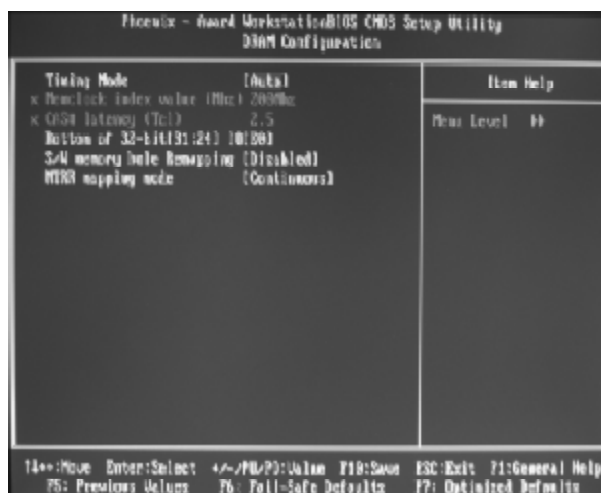 Phoenix - Award WorkstationBIOS CMOS Setup Utility
DRAM Configuration
Timing Mode [Auto]
x Memclock index value (Mhz) 200Mhz
x CAS# latency (Tcl) 2.5
Bottom of 32-bit[31:24] IO[E0]
S/W memory hole Remapping [Disabled]
MTRR mapping mode [Continuous]
Item Help
Menu Level
:Move Enter:Select +/-/PU/PD:Value F10:Save ESC:Exit F1:General Help
F5: Previous Values F6: Fail-Safe Defaults F7: Optimized Defaults